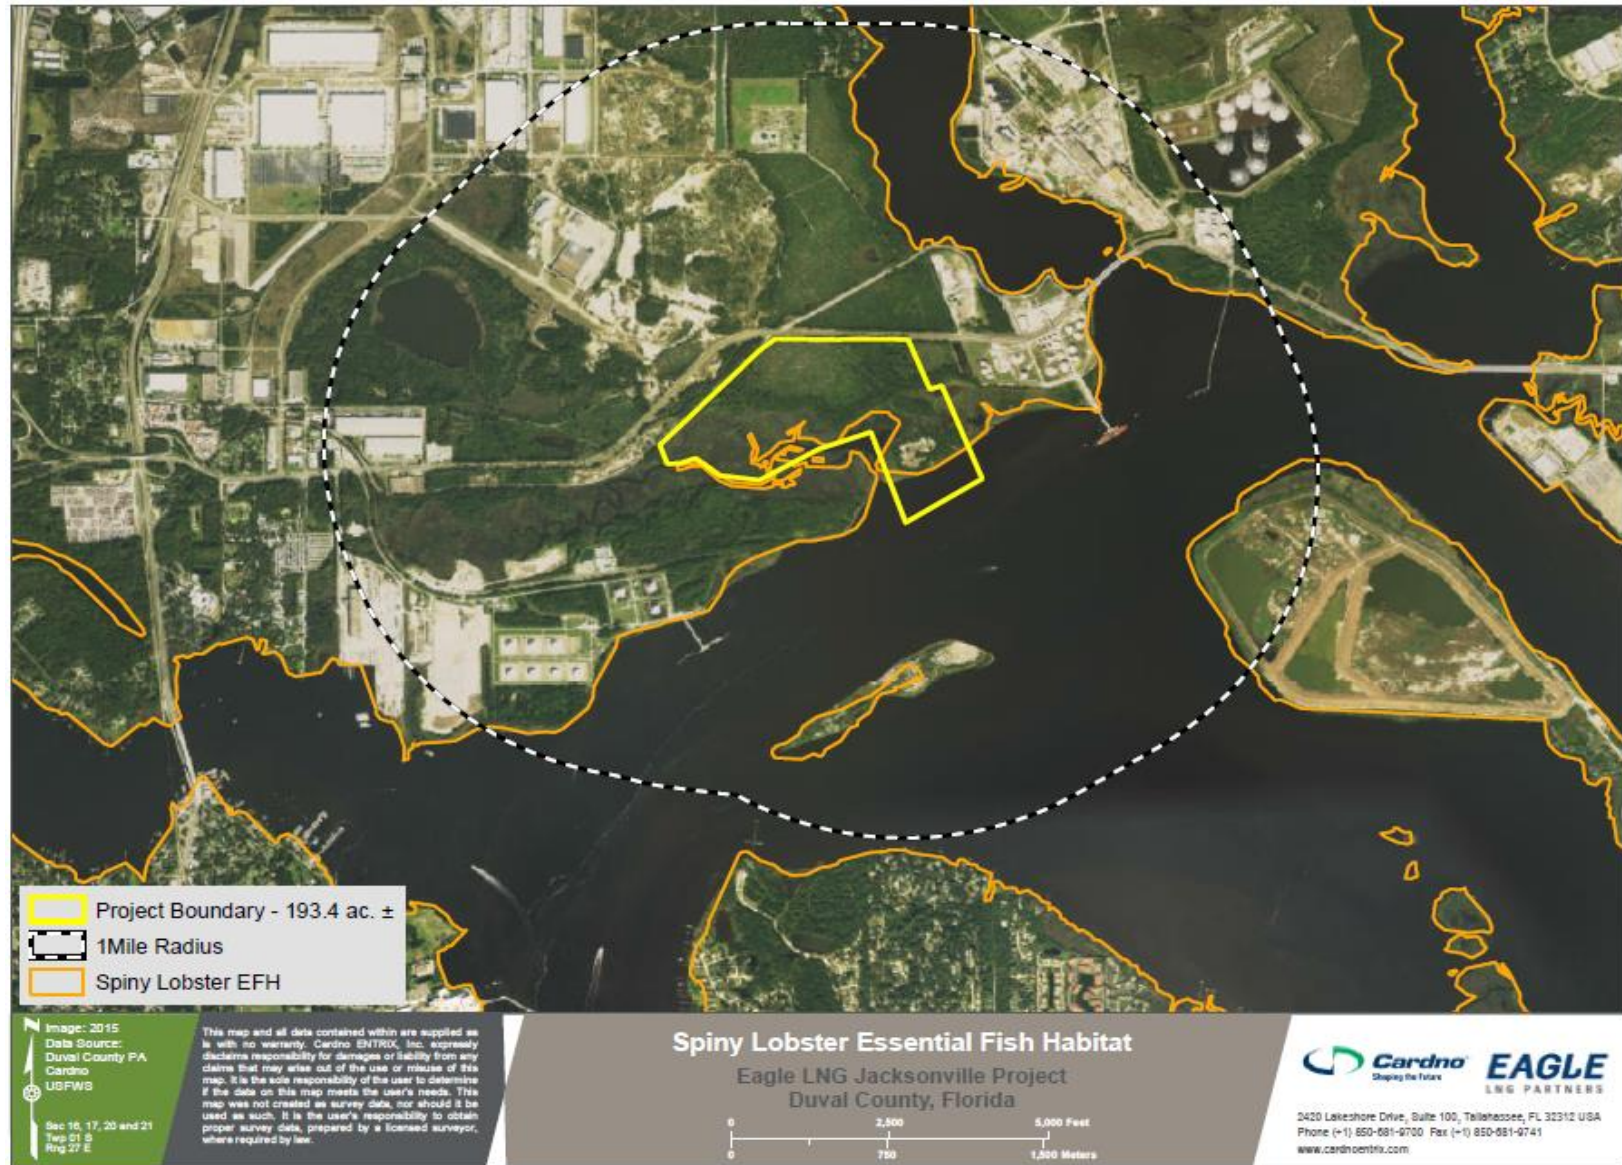 Project Boundary - 193.4 ac. ±
1Mile Radius
Spiny Lobster EFH
N
Image: 2015
Data Source:
Duval County PA
Cardno
USFWS
Sec 16, 17, 20 and 21
Twp 01 S
Rng 27 E
This map and all data contained within are supplied as
is with no warranty. Cardno ENTRIX, Inc. expressly
disclaims responsibility for damages or liability from any
claims that may arise out of the use or misuse of this
map. It is the sole responsibility of the user to determine
if the data on this map meets the user's needs. This
map was not created as survey data, nor should it be
used as such. It is the user's responsibility to obtain
proper survey data, prepared by a licensed surveyor,
where required by law.
Spiny Lobster Essential Fish Habitat
Eagle LNG Jacksonville Project
Duval County, Florida
0 2,500 5,000 Feet
0 750 1,500 Meters
Cardno
Shaping the Future
EAGLE
LNG PARTNERS
2420 Lakeshore Drive, Suite 100, Tallahassee, FL 32312 USA
Phone (+1) 850-681-9700 Fax (+1) 850-681-9741
www.cardnoentrix.com